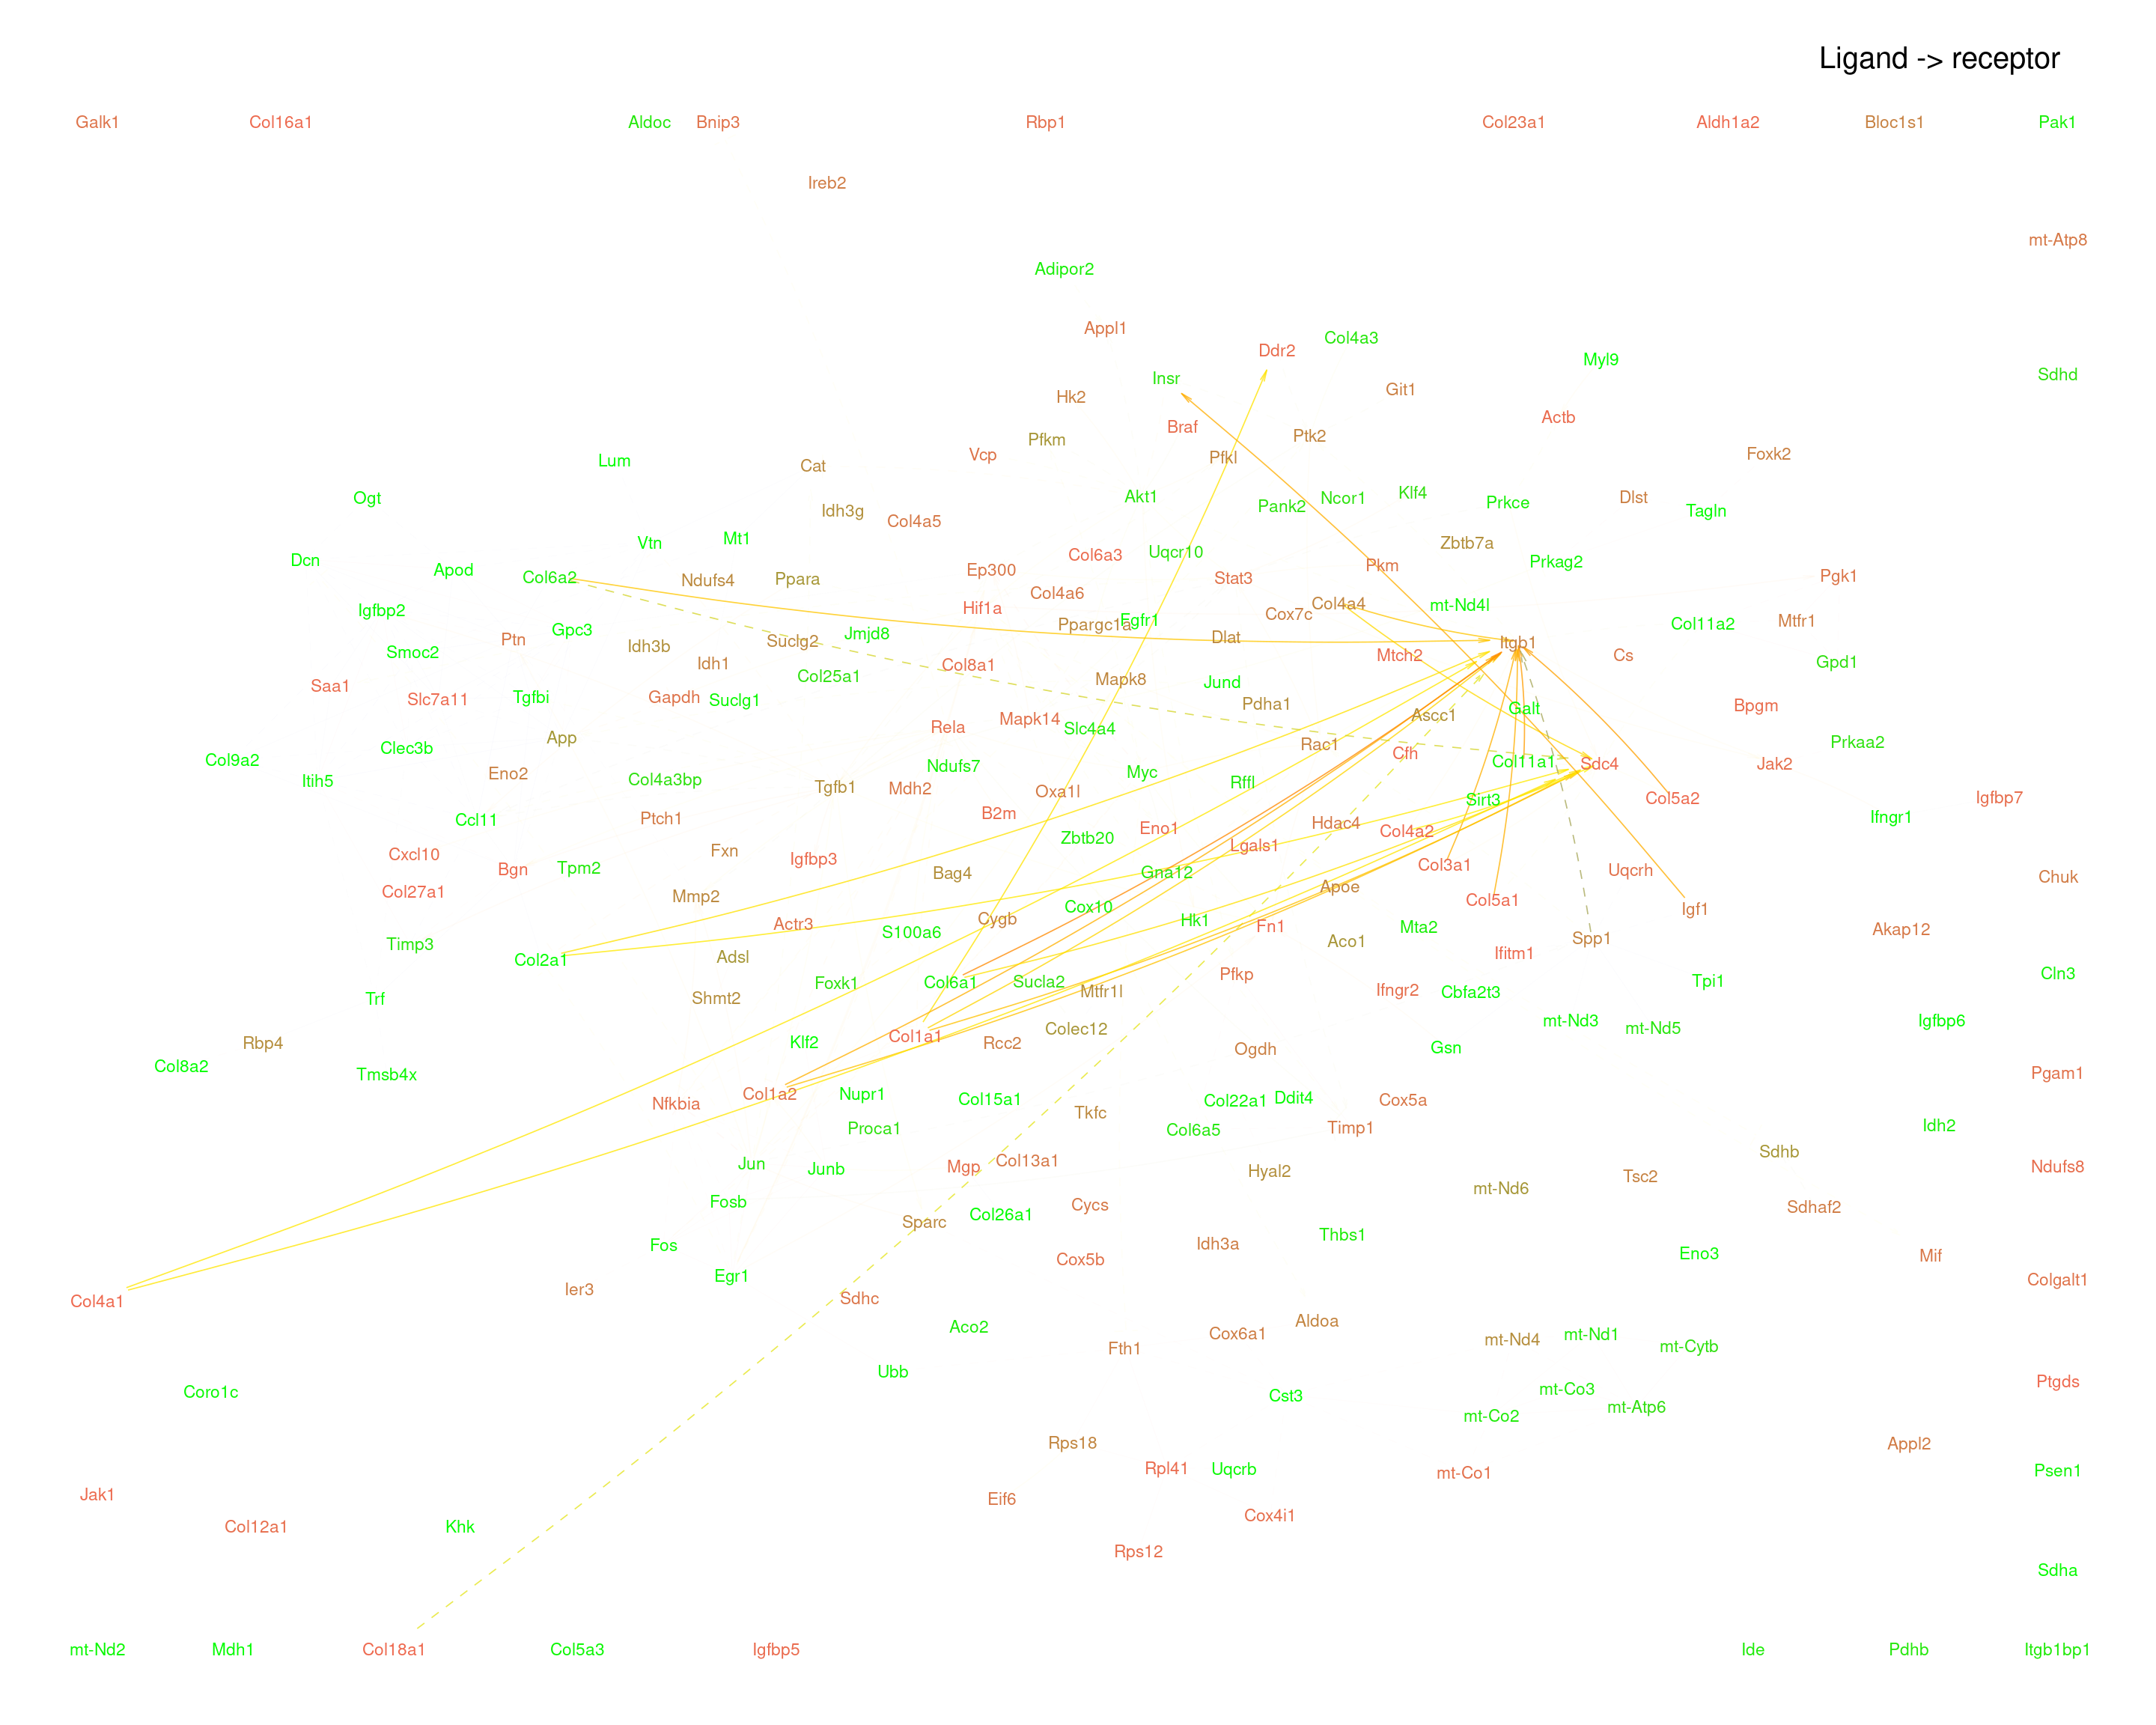 Ligand -> receptor
Galk1 Col16a1 Aldoc Bnip3 Rbp1 Col23a1 Aldh1a2 Bloc1s1 Pak1
Ireb2
mt-Atp8
Adipor2
Appl1
Col4a3
Ddr2
Myl9
Sdhd
Insr
Git1
Hk2
Actb
Braf
Ptk2
Pfkm
Vcp
Foxk2
Pfkl
Lum
Cat
Klf4
Akt1
Ogt
Ncor1
Dlst
Prkce
Pank2
Idh3g
Tagln
Col4a5
Mt1
Vtn
Zbtb7a
Uqcr10
Col6a3
Dcn
Prkag2
Pkm
Apod
Ep300
Pgk1
Col6a2
Stat3
Ppara
Ndufs4
Col4a6
Col4a4
mt-Nd4l
Hif1a
Igfbp2
Cox7c
Fgfr1
Mtfr1
Ppargc1a
Col11a2
Gpc3
Jmjd8
Dlat
Ptn
Suclg2
Itgb1
Idh3b
Smoc2
Mtch2
Cs
Gpd1
Idh1
Col8a1
Col25a1
Mapk8
Jund
Saa1
Tgfbi
Gapdh
Slc7a11
Suclg1
Pdha1
Bpgm
Galt
Ascc1
Mapk14
Rela
Slc4a4
App
Prkaa2
Rac1
Clec3b
Cfh
Col9a2
Col11a1
Sdc4
Jak2
Ndufs7
Myc
Eno2
Col4a3bp
Itih5
Rffl
Tgfb1
Mdh2
Oxa1l
Col5a2
Igfbp7
Sirt3
B2m
Ifngr1
Ptch1
Ccl11
Hdac4
Eno1
Col4a2
Zbtb20
Lgals1
Fxn
Cxcl10
Igfbp3
Col3a1
Tpm2
Bgn
Uqcrh
Gna12
Bag4
Chuk
Apoe
Col27a1
Mmp2
Col5a1
Cox10
Igf1
Cygb
Hk1
Actr3
Fn1
Mta2
Akap12
S100a6
Spp1
Aco1
Timp3
Ifitm1
Adsl
Col2a1
Cln3
Pfkp
Tpi1
Sucla2
Col6a1
Foxk1
Ifngr2
Mtfr1l
Cbfa2t3
Shmt2
Trf
mt-Nd3
Igfbp6
mt-Nd5
Colec12
Col1a1
Klf2
Rcc2
Rbp4
Gsn
Ogdh
Col8a2
Pgam1
Tmsb4x
Col1a2
Nupr1
Ddit4
Col15a1
Cox5a
Col22a1
Nfkbia
Tkfc
Idh2
Timp1
Proca1
Col6a5
Sdhb
Col13a1
Jun
Mgp
Ndufs8
Junb
Hyal2
Tsc2
mt-Nd6
Fosb
Cycs
Sdhaf2
Col26a1
Sparc
Thbs1
Idh3a
Fos
Eno3
Mif
Cox5b
Egr1
Colgalt1
Ier3
Sdhc
Col4a1
Aldoa
Aco2
Cox6a1
mt-Nd1
mt-Nd4
mt-Cytb
Fth1
Ubb
Ptgds
mt-Co3
Coro1c
Cst3
mt-Atp6
mt-Co2
Rps18
Appl2
Rpl41
Uqcrb
Psen1
mt-Co1
Jak1
Eif6
Cox4i1
Col12a1
Khk
Rps12
Sdha
mt-Nd2 Mdh1 Col18a1 Col5a3 Igfbp5 Ide Pdhb Itgb1bp1